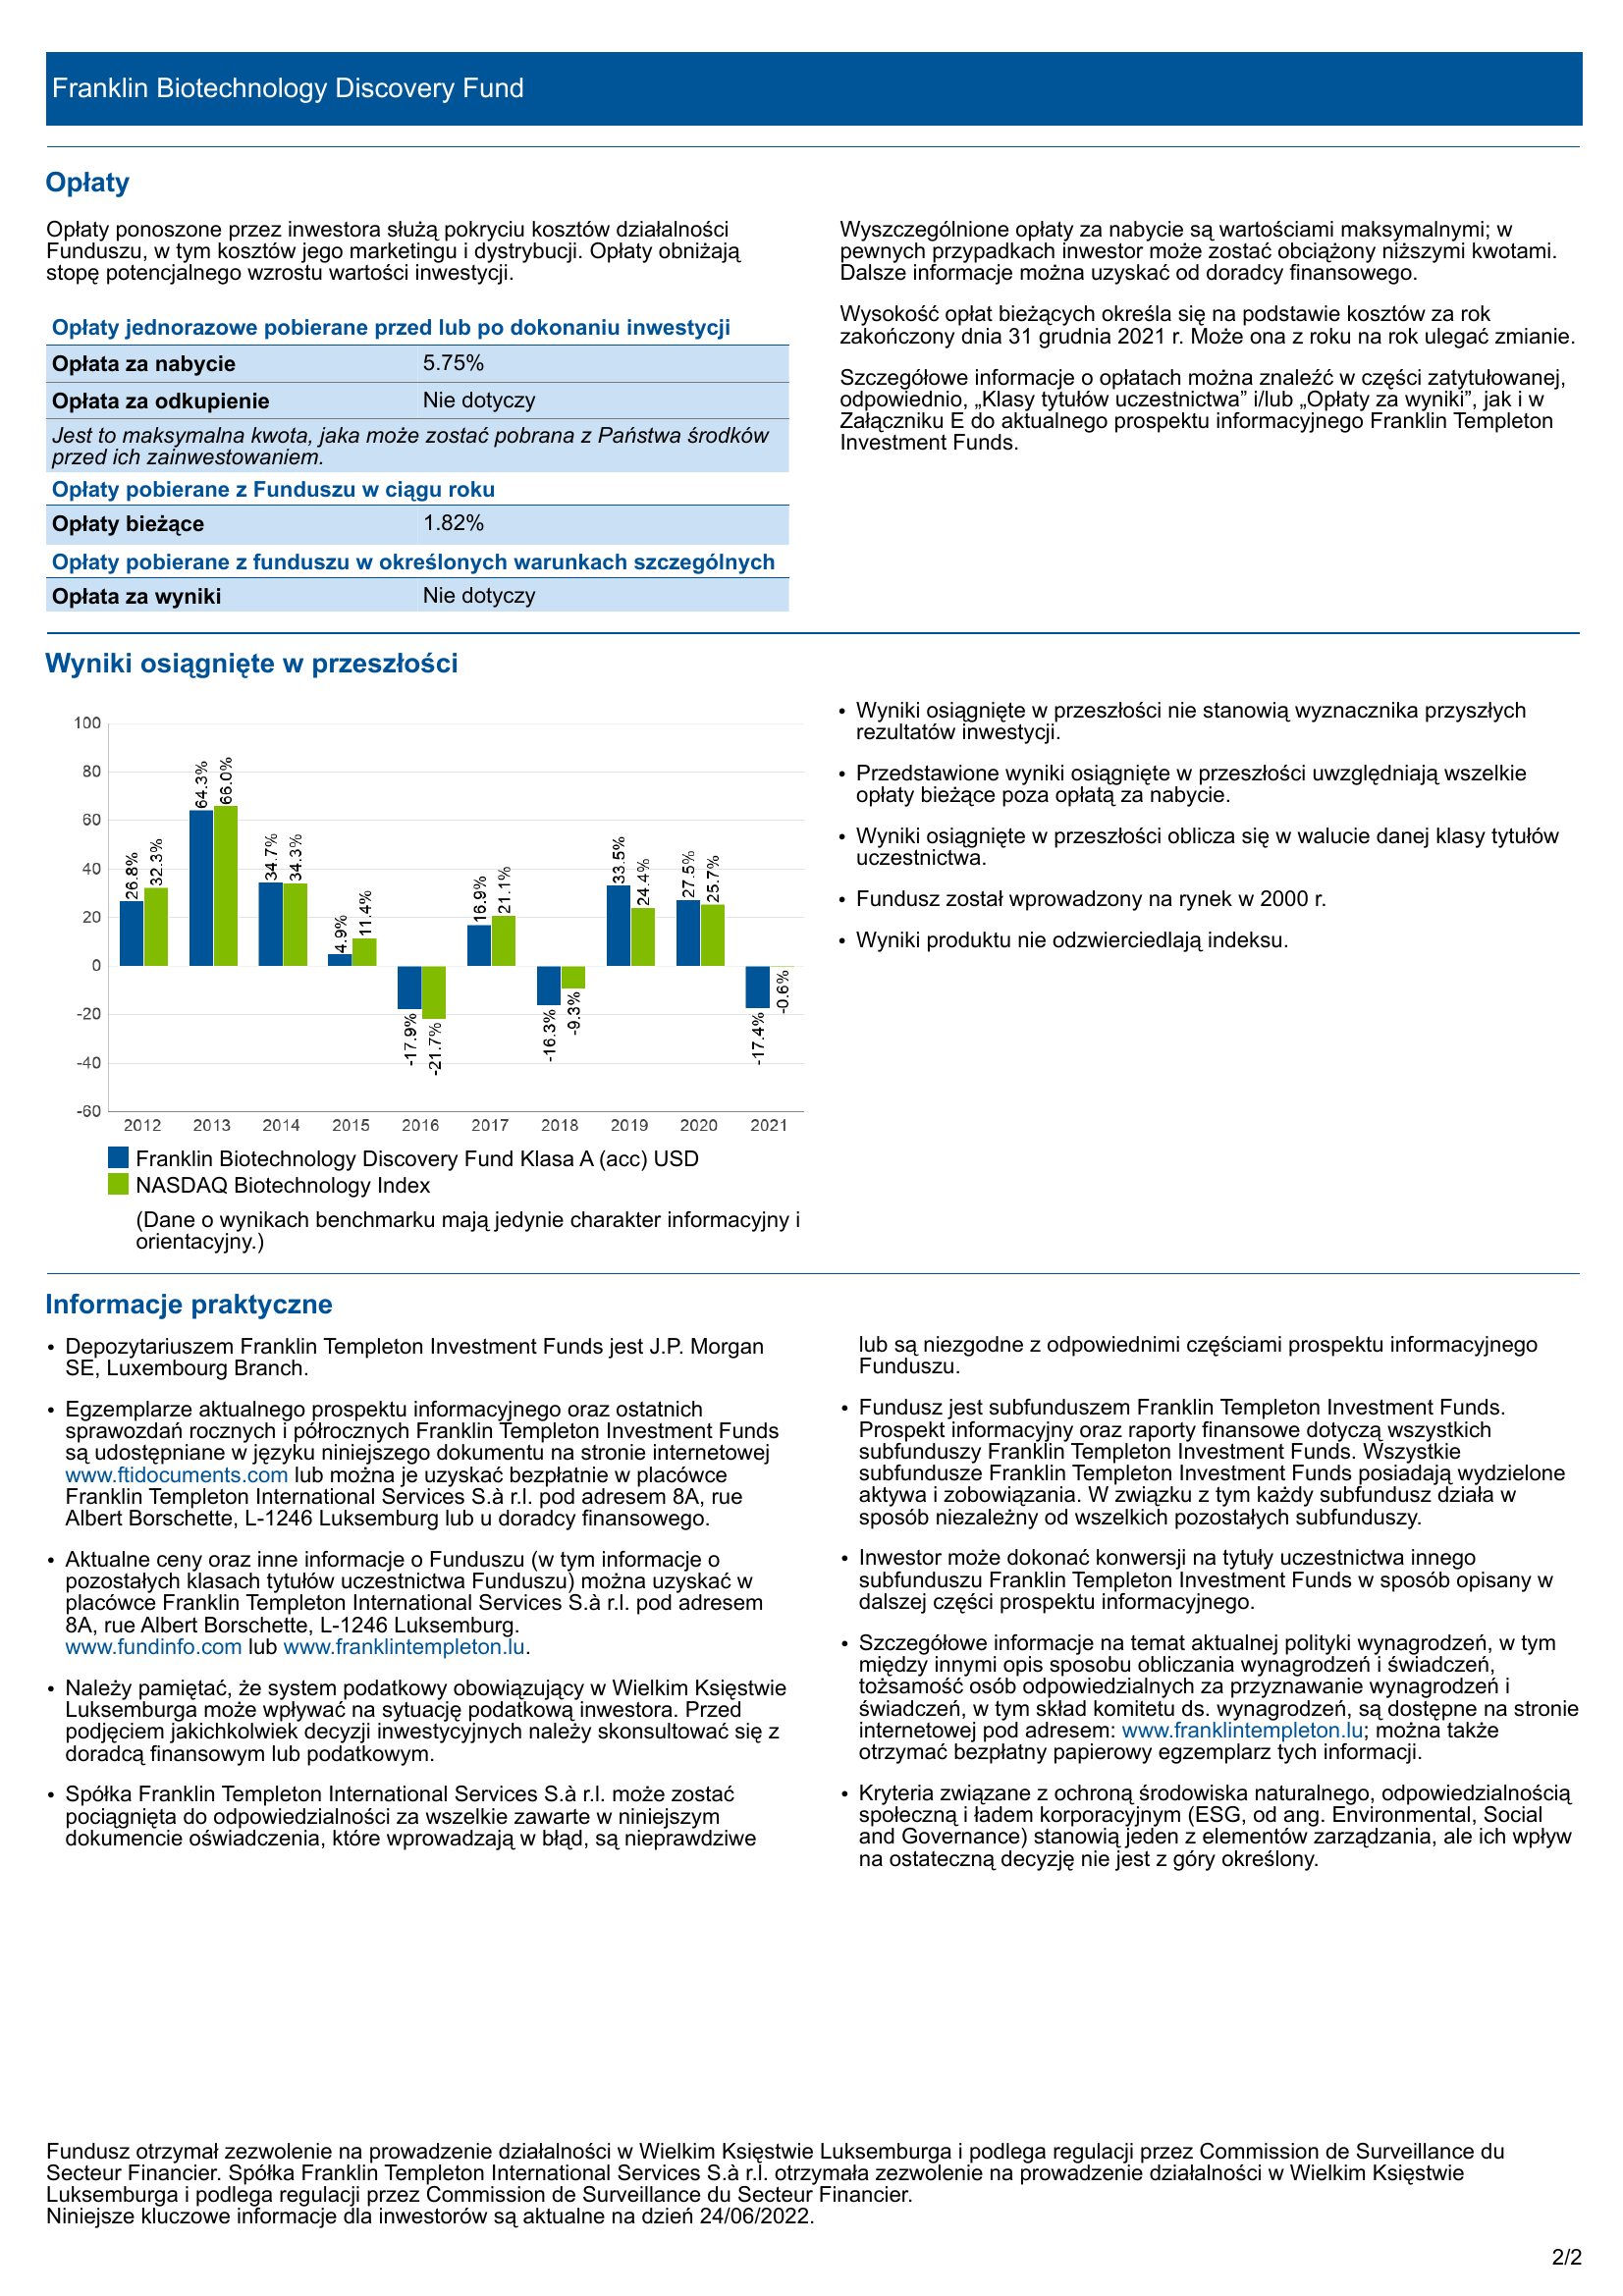 Franklin Biotechnology Discovery Fund
Opłaty
Opłaty ponoszone przez inwestora służą pokryciu kosztów działalności
Funduszu, w tym kosztów jego marketingu i dystrybucji. Opłaty obniżają
stopę potencjalnego wzrostu wartości inwestycji.
Opłaty jednorazowe pobierane przed lub po dokonaniu inwestycji
Opłata za nabycie 5.75%
Opłata za odkupienie Nie dotyczy
Jest to maksymalna kwota, jaka może zostać pobrana z Państwa środków
przed ich zainwestowaniem.
Opłaty pobierane z Funduszu w ciągu roku
Opłaty bieżące 1.82%
Opłaty pobierane z funduszu w określonych warunkach szczególnych
Opłata za wyniki Nie dotyczy
Wyszczególnione opłaty za nabycie są wartościami maksymalnymi; w
pewnych przypadkach inwestor może zostać obciążony niższymi kwotami.
Dalsze informacje można uzyskać od doradcy finansowego.
Wysokość opłat bieżących określa się na podstawie kosztów za rok
zakończony dnia 31 grudnia 2021 r. Może ona z roku na rok ulegać zmianie.
Szczegółowe informacje o opłatach można znaleźć w części zatytułowanej,
odpowiednio, „Klasy tytułów uczestnictwa” i/lub „Opłaty za wyniki”, jak i w
Załączniku E do aktualnego prospektu informacyjnego Franklin Templeton
Investment Funds.
Wyniki osiągnięte w przeszłości
100
80
60
40
20
0
-20
-40
-60
26.8% 32.3%
64.3% 66.0%
34.7% 34.3%
4.9% 11.4%
-17.9% -21.7%
16.9% 21.1%
-16.3% -9.3%
33.5% 24.4%
27.5% 25.7%
-17.4% -0.6%
2012 2013 2014 2015 2016 2017 2018 2019 2020 2021
Franklin Biotechnology Discovery Fund Klasa A (acc) USD
NASDAQ Biotechnology Index
(Dane o wynikach benchmarku mają jedynie charakter informacyjny i
orientacyjny.)
• Wyniki osiągnięte w przeszłości nie stanowią wyznacznika przyszłych
rezultatów inwestycji.
• Przedstawione wyniki osiągnięte w przeszłości uwzględniają wszelkie
opłaty bieżące poza opłatą za nabycie.
• Wyniki osiągnięte w przeszłości oblicza się w walucie danej klasy tytułów
uczestnictwa.
• Fundusz został wprowadzony na rynek w 2000 r.
• Wyniki produktu nie odzwierciedlają indeksu.
Informacje praktyczne
• Depozytariuszem Franklin Templeton Investment Funds jest J.P. Morgan
SE, Luxembourg Branch.
• Egzemplarze aktualnego prospektu informacyjnego oraz ostatnich
sprawozdań rocznych i półrocznych Franklin Templeton Investment Funds
są udostępniane w języku niniejszego dokumentu na stronie internetowej
www.ftidocuments.com lub można je uzyskać bezpłatnie w placówce
Franklin Templeton International Services S.à r.l. pod adresem 8A, rue
Albert Borschette, L-1246 Luksemburg lub u doradcy finansowego.
• Aktualne ceny oraz inne informacje o Funduszu (w tym informacje o
pozostałych klasach tytułów uczestnictwa Funduszu) można uzyskać w
placówce Franklin Templeton International Services S.à r.l. pod adresem
8A, rue Albert Borschette, L-1246 Luksemburg.
www.fundinfo.com lub www.franklintempleton.lu.
• Należy pamiętać, że system podatkowy obowiązujący w Wielkim Księstwie
Luksemburga może wpływać na sytuację podatkową inwestora. Przed
podjęciem jakichkolwiek decyzji inwestycyjnych należy skonsultować się z
doradcą finansowym lub podatkowym.
• Spółka Franklin Templeton International Services S.à r.l. może zostać
pociągnięta do odpowiedzialności za wszelkie zawarte w niniejszym
dokumencie oświadczenia, które wprowadzają w błąd, są nieprawdziwe
lub są niezgodne z odpowiednimi częściami prospektu informacyjnego
Funduszu.
• Fundusz jest subfunduszem Franklin Templeton Investment Funds.
Prospekt informacyjny oraz raporty finansowe dotyczą wszystkich
subfunduszy Franklin Templeton Investment Funds. Wszystkie
subfundusze Franklin Templeton Investment Funds posiadają wydzielone
aktywa i zobowiązania. W związku z tym każdy subfundusz działa w
sposób niezależny od wszelkich pozostałych subfunduszy.
• Inwestor może dokonać konwersji na tytuły uczestnictwa innego
subfunduszu Franklin Templeton Investment Funds w sposób opisany w
dalszej części prospektu informacyjnego.
• Szczegółowe informacje na temat aktualnej polityki wynagrodzeń, w tym
między innymi opis sposobu obliczania wynagrodzeń i świadczeń,
tożsamość osób odpowiedzialnych za przyznawanie wynagrodzeń i
świadczeń, w tym skład komitetu ds. wynagrodzeń, są dostępne na stronie
internetowej pod adresem: www.franklintempleton.lu; można także
otrzymać bezpłatny papierowy egzemplarz tych informacji.
• Kryteria związane z ochroną środowiska naturalnego, odpowiedzialnością
społeczną i ładem korporacyjnym (ESG, od ang. Environmental, Social
and Governance) stanowią jeden z elementów zarządzania, ale ich wpływ
na ostateczną decyzję nie jest z góry określony.
Fundusz otrzymał zezwolenie na prowadzenie działalności w Wielkim Księstwie Luksemburga i podlega regulacji przez Commission de Surveillance du
Secteur Financier. Spółka Franklin Templeton International Services S.à r.l. otrzymała zezwolenie na prowadzenie działalności w Wielkim Księstwie
Luksemburga i podlega regulacji przez Commission de Surveillance du Secteur Financier.
Niniejsze kluczowe informacje dla inwestorów są aktualne na dzień 24/06/2022.
2/2